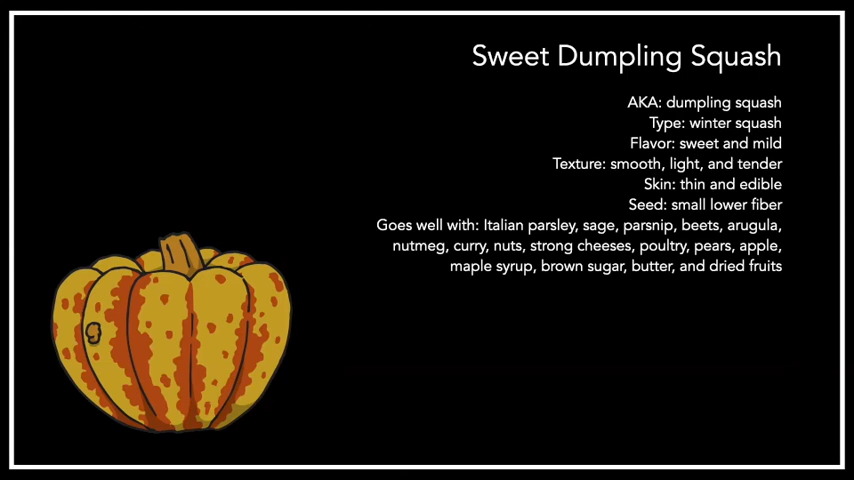 Sweet Dumpling Squash
AKA: dumpling squash
Type: winter squash
Flavor: sweet and mild
Texture: smooth, light, and tender
Skin: thin and edible
Seed: small lower fiber
Goes well with: Italian parsley, sage, parsnip, beets, arugula,
nutmeg, curry, nuts, strong cheeses, poultry, pears, apple,
maple syrup, brown sugar, butter, and dried fruits